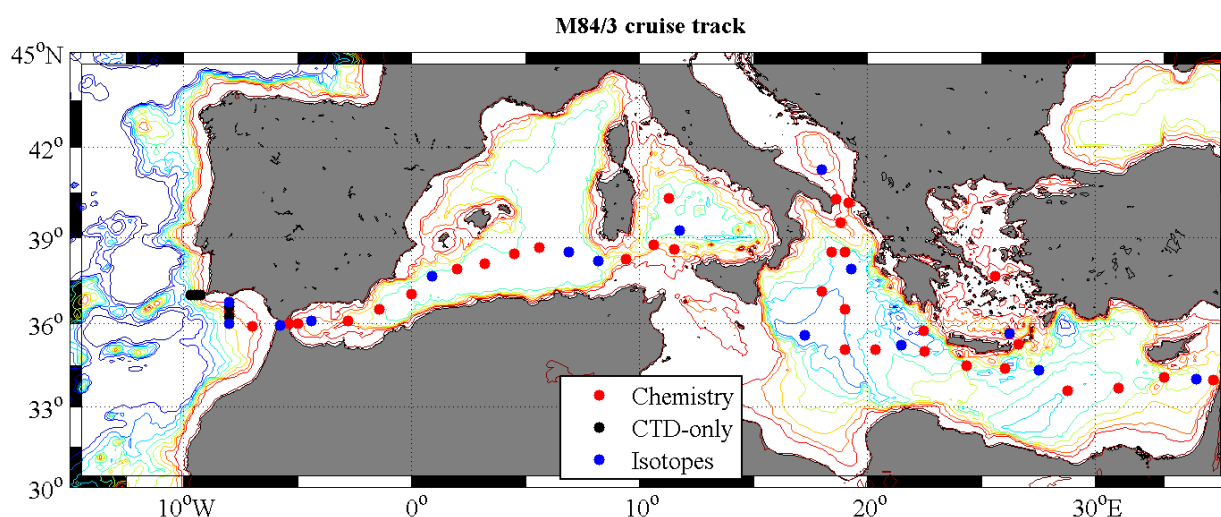 M84/3 cruise track
45°N
42°
39°
36°
33°
30°
Chemistry
CTD-only
Isotopes
10°W
0°
10°
20°
30°E